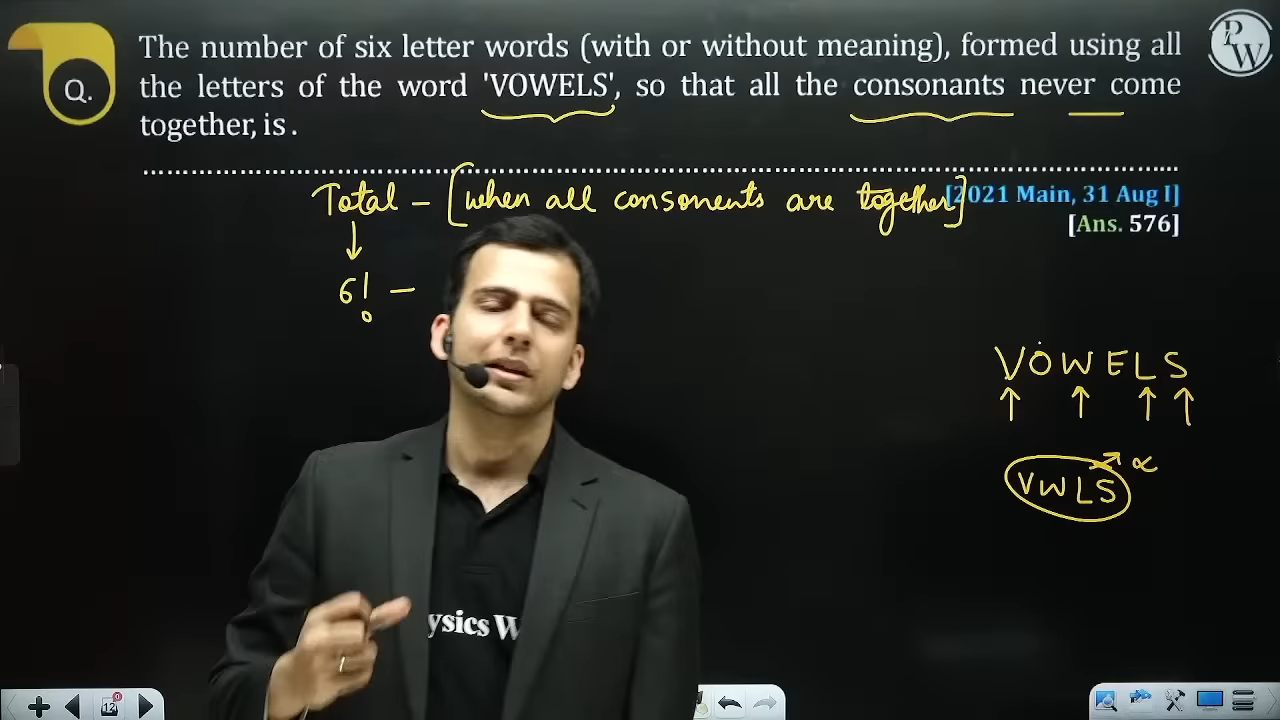 Q.
The number of six letter words (with or without meaning), formed using all
the letters of the word 'VOWELS', so that all the consonants never come
together, is .
PW
Total – [when all consonents are together]
[2021 Main, 31 Aug I]
[Ans. 576]
6! –
VOWELS
VWLS ∝
ysics W
12